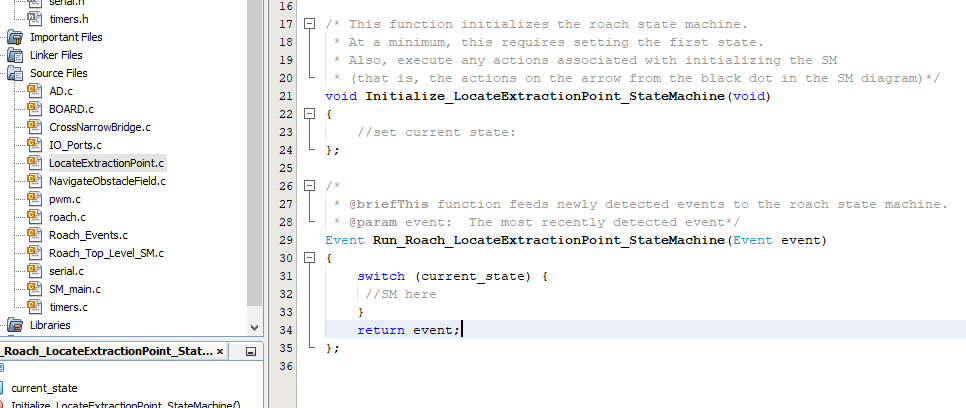 serial.h
timers.h
Important Files
Linker Files
Source Files
AD.c
BOARD.c
CrossNarrowBridge.c
IO_Ports.c
LocateExtractionPoint.c
NavigateObstacleField.c
pwm.c
roach.c
Roach_Events.c
Roach_Top_Level_SM.c
serial.c
SM_main.c
timers.c
Libraries
_Roach_LocateExtractionPoint_Stat... ×
current_state
Initialize_LocateExtractionPoint_StateMachine()
16
17 /* This function initializes the roach state machine.
18 * At a minimum, this requires setting the first state.
19 * Also, execute any actions associated with initializing the SM
20 * (that is, the actions on the arrow from the black dot in the SM diagram)*/
21 void Initialize_LocateExtractionPoint_StateMachine(void)
22 {
23 //set current state:
24 };
25
26 /*
27 * @briefThis function feeds newly detected events to the roach state machine.
28 * @param event: The most recently detected event*/
29 Event Run_Roach_LocateExtractionPoint_StateMachine(Event event)
30 {
31 switch (current_state) {
32 //SM here
33 }
34 return event;
35 };
36